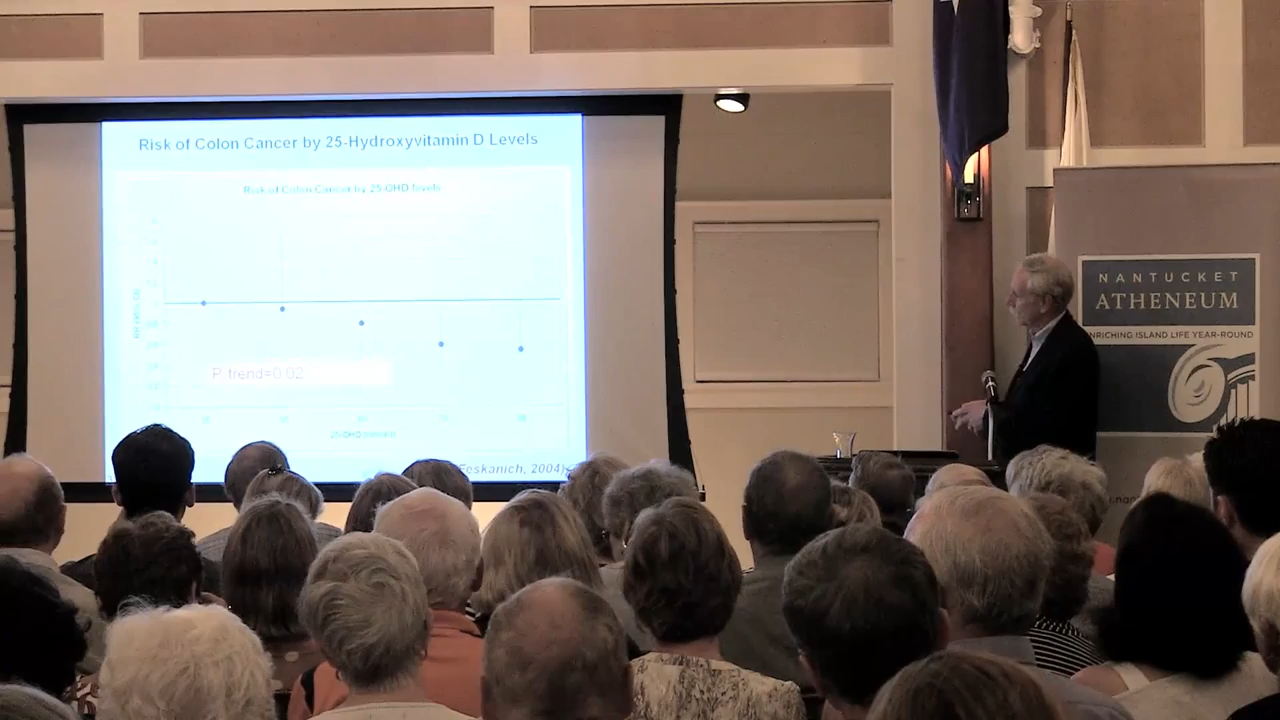 Risk of Colon Cancer by 25-Hydroxyvitamin D Levels
Risk of Colon Cancer by 25-OHD levels
P trend=0.02
Feskanich, 2004)
NANTUCKET
ATHENEUM
ENRICHING ISLAND LIFE YEAR-ROUND